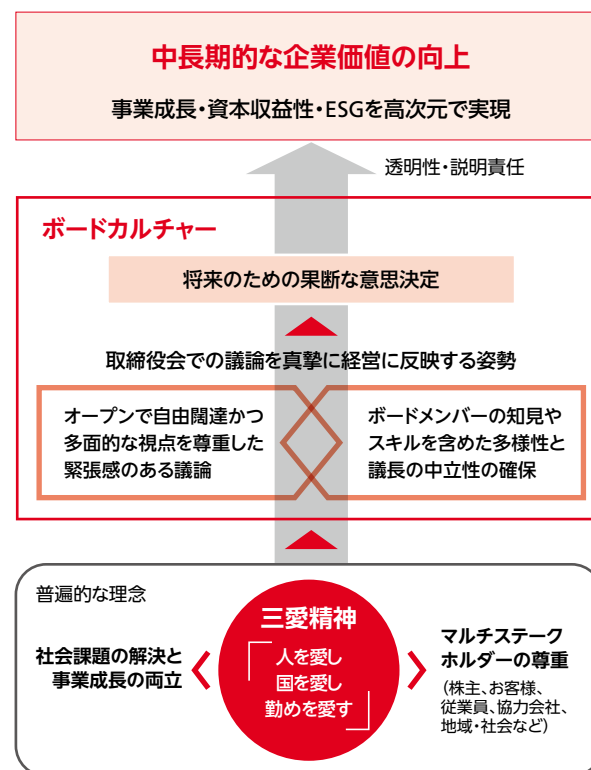 中長期的な企業価値の向上
事業成長・資本収益性・ESGを高次元で実現
透明性・説明責任
ボードカルチャー
将来のための果断な意思決定
取締役会での議論を真摯に経営に反映する姿勢
オープンで自由闊達かつ
多面的な視点を尊重した
緊張感のある議論
ボードメンバーの知見や
スキルを含めた多様性と
議長の中立性の確保
普遍的な理念
社会課題の解決と
事業成長の両立
三愛精神
「人を愛し
国を愛し
勤めを愛す」
マルチステーク
ホルダーの尊重
（株主、お客様、
従業員、協力会社、
地域・社会など）